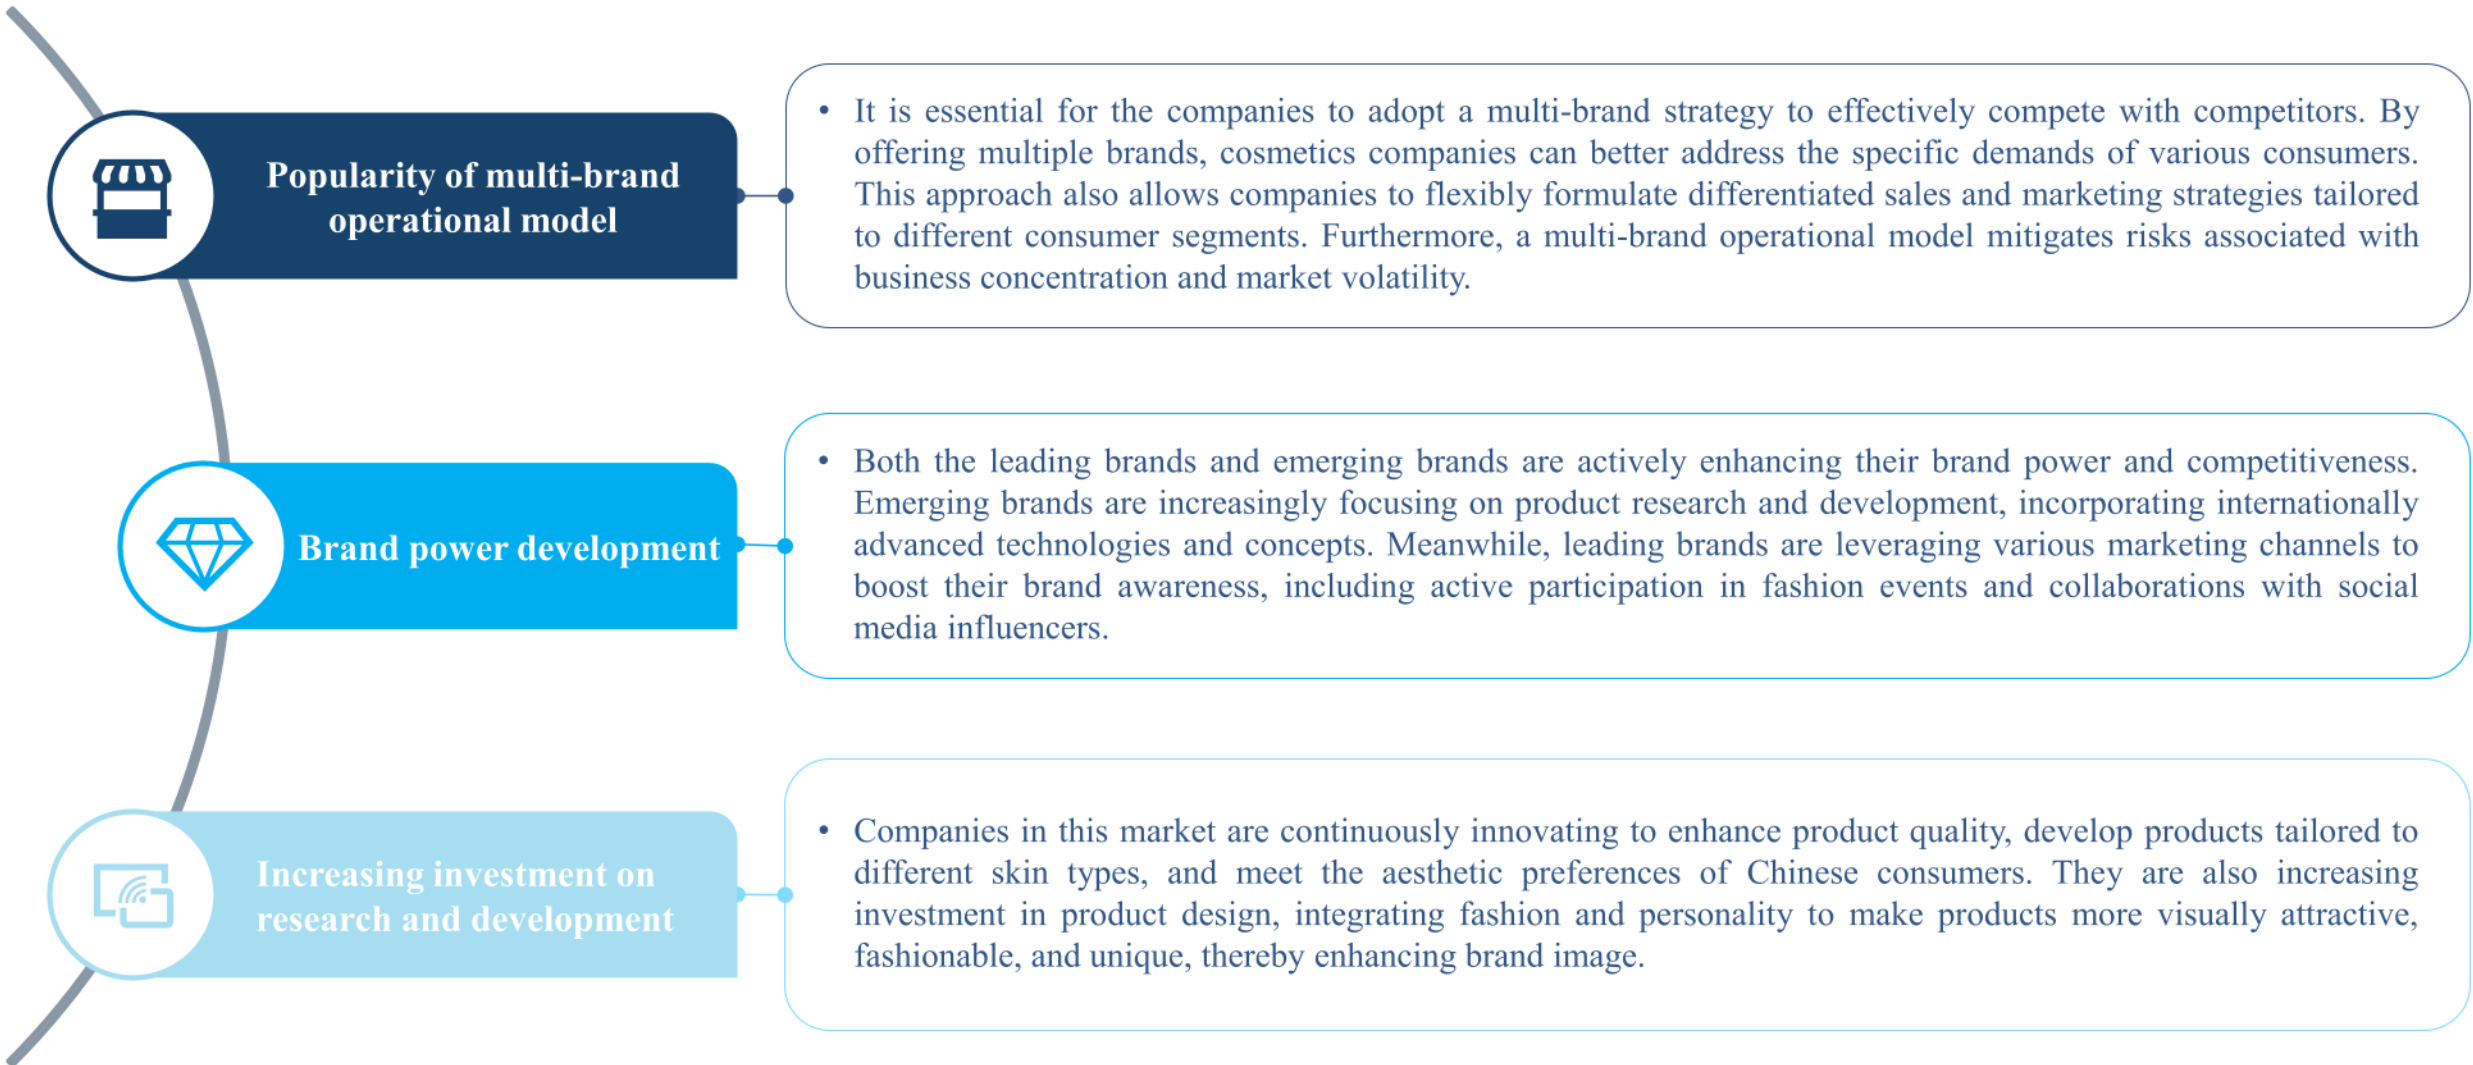 Popularity of multi-brand
operational model
• It is essential for the companies to adopt a multi-brand strategy to effectively compete with competitors. By
offering multiple brands, cosmetics companies can better address the specific demands of various consumers.
This approach also allows companies to flexibly formulate differentiated sales and marketing strategies tailored
to different consumer segments. Furthermore, a multi-brand operational model mitigates risks associated with
business concentration and market volatility.
Brand power development
• Both the leading brands and emerging brands are actively enhancing their brand power and competitiveness.
Emerging brands are increasingly focusing on product research and development, incorporating internationally
advanced technologies and concepts. Meanwhile, leading brands are leveraging various marketing channels to
boost their brand awareness, including active participation in fashion events and collaborations with social
media influencers.
Increasing investment on
research and development
• Companies in this market are continuously innovating to enhance product quality, develop products tailored to
different skin types, and meet the aesthetic preferences of Chinese consumers. They are also increasing
investment in product design, integrating fashion and personality to make products more visually attractive,
fashionable, and unique, thereby enhancing brand image.